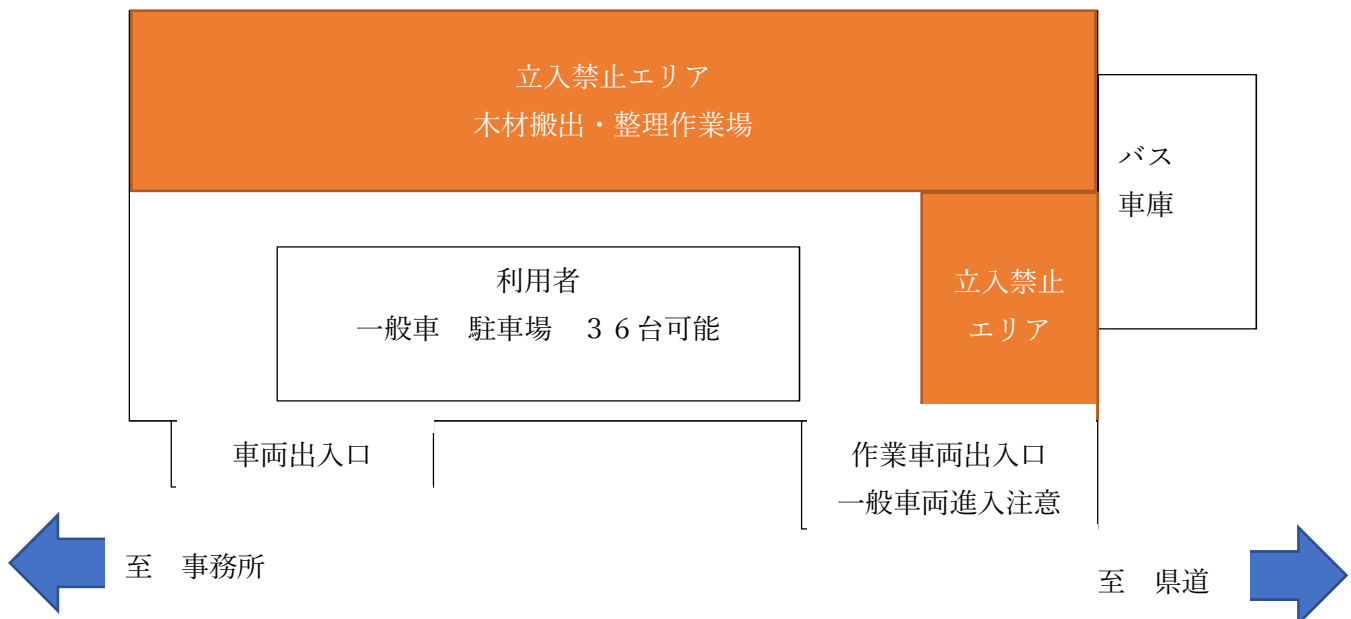 立入禁止エリア
木材搬出・整理作業場
バス
車庫
利用者
一般車　駐車場　３６台可能
立入禁止
エリア
車両出入口
作業車両出入口
一般車両進入注意
至　事務所
至　県道